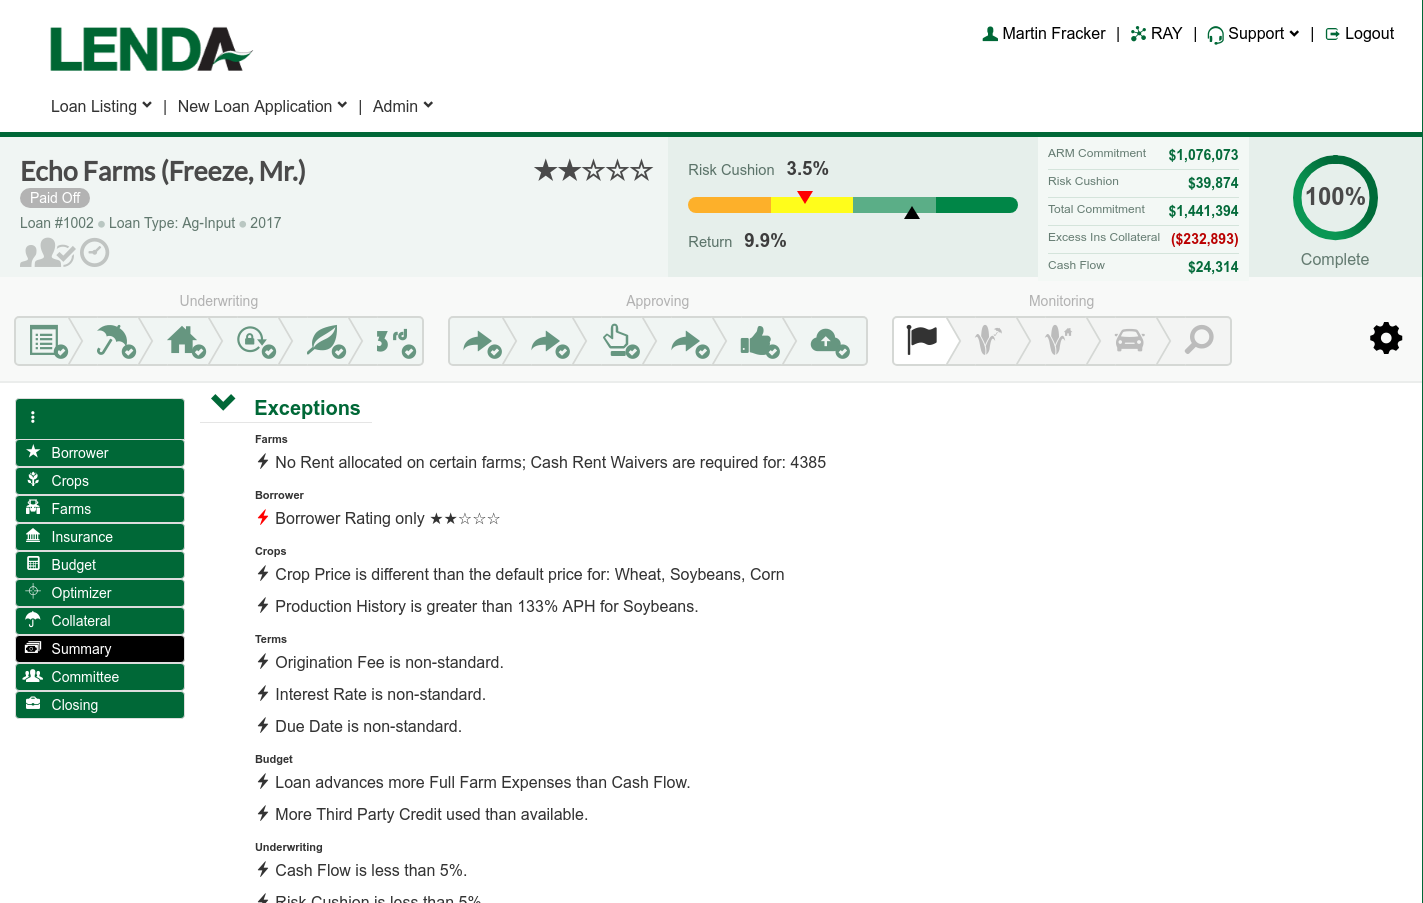 LENDA
Martin Fracker | RAY | Support | Logout
Loan Listing | New Loan Application | Admin
Echo Farms (Freeze, Mr.)
★★☆☆☆
Paid Off
Loan #1002 ● Loan Type: Ag-Input ● 2017
Risk Cushion 3.5%
Return 9.9%
ARM Commitment $1,076,073
Risk Cushion $39,874
Total Commitment $1,441,394
Excess Ins Collateral ($232,893)
Cash Flow $24,314
100%
Complete
Underwriting
Approving
Monitoring
3rd
Borrower
Crops
Farms
Insurance
Budget
Optimizer
Collateral
Summary
Committee
Closing
Exceptions
Farms
No Rent allocated on certain farms; Cash Rent Waivers are required for: 4385
Borrower
Borrower Rating only ★★☆☆☆
Crops
Crop Price is different than the default price for: Wheat, Soybeans, Corn
Production History is greater than 133% APH for Soybeans.
Terms
Origination Fee is non-standard.
Interest Rate is non-standard.
Due Date is non-standard.
Budget
Loan advances more Full Farm Expenses than Cash Flow.
More Third Party Credit used than available.
Underwriting
Cash Flow is less than 5%.
Risk Cushion is less than 5%